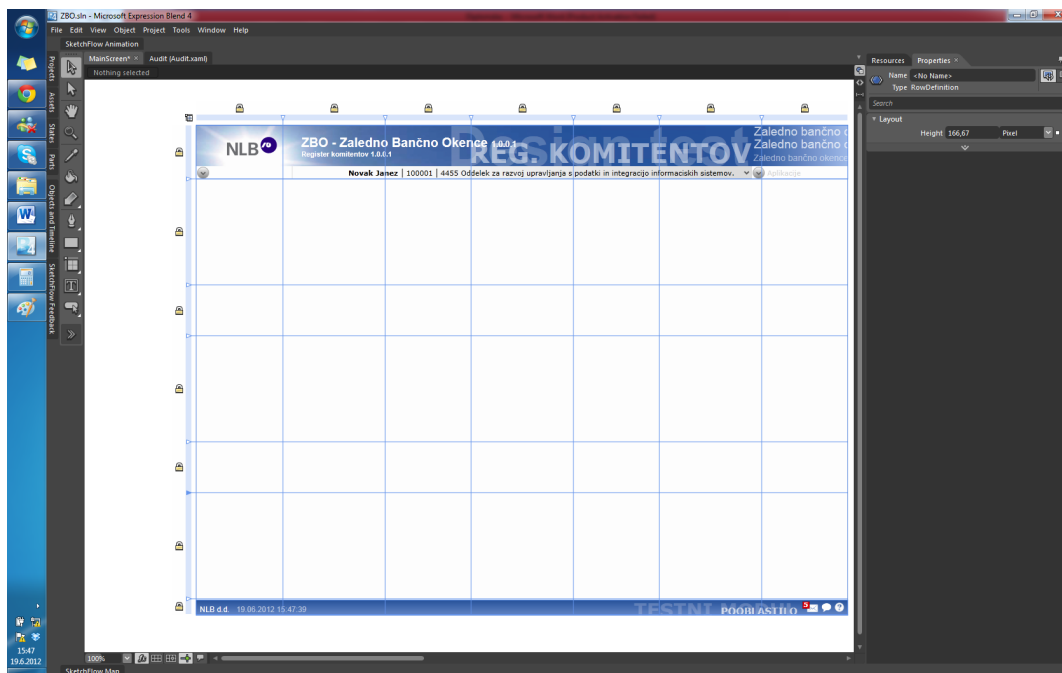 ZBO.sln - Microsoft Expression Blend 4
File Edit View Object Project Tools Window Help
SketchFlow Animation
MainScreen* × Audit (Audit.xaml)
Nothing selected
Projects
Assets
States
Parts
Objects and Timeline
SketchFlow Feedback
Resources Properties ×
Name <No Name>
Type RowDefinition
Search
Layout
Height 166,67 Pixel
NLB
ZBO - Zaledno Bančno Okence 1.0.0.1
Register komitentov 1.0.0.1
Design test
REG. KOMITENTOV
Zaledno bančno
Zaledno bančno
Zaledno bančno okence
Novak Janez | 100001 | 4455 Oddelek za razvoj upravljanja s podatki in integracijo informaciskih sistemov.
Aplikacije
NLB d.d. 19.06.2012 15:47:39
TESTNI MODUL
POOBLASTILO
5
?
100%
SketchFlow Map
15:47
19.6.2012